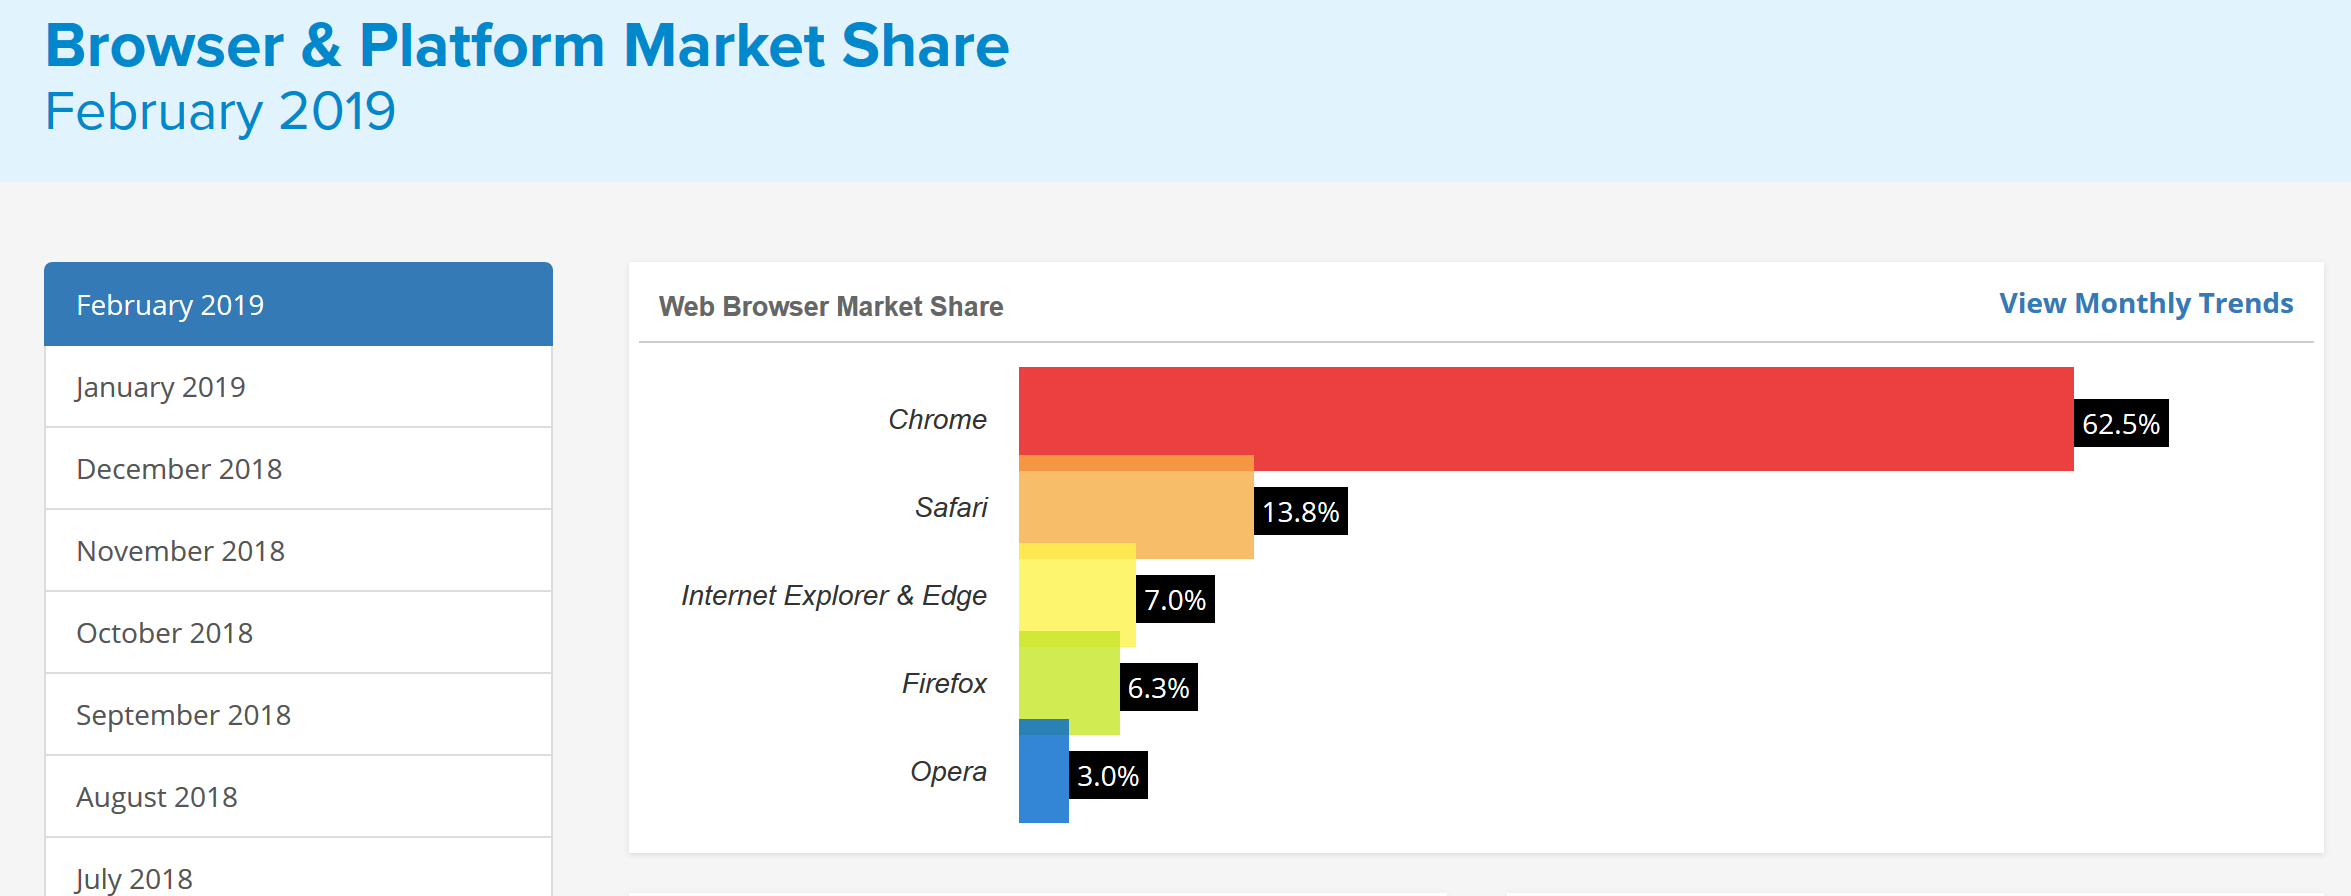 Browser & Platform Market Share
February 2019
February 2019
January 2019
December 2018
November 2018
October 2018
September 2018
August 2018
July 2018
Web Browser Market Share
View Monthly Trends
Chrome 62.5%
Safari 13.8%
Internet Explorer & Edge 7.0%
Firefox 6.3%
Opera 3.0%